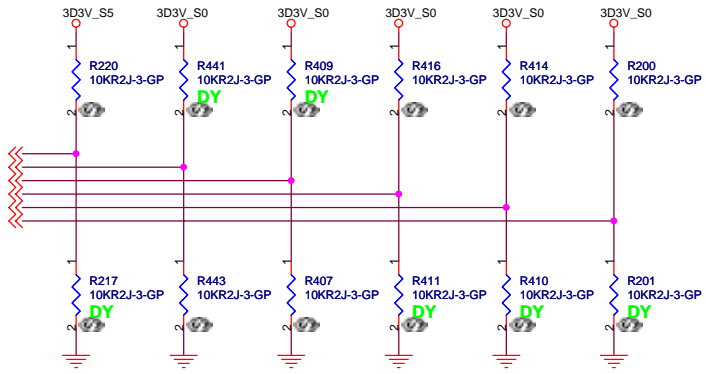 3D3V_S5 3D3V_S0 3D3V_S0 3D3V_S0 3D3V_S0 3D3V_S0
1 1 1 1 1 1
R220 R441 R409 R416 R414 R200
10KR2J-3-GP 10KR2J-3-GP 10KR2J-3-GP 10KR2J-3-GP 10KR2J-3-GP 10KR2J-3-GP
DY DY
2 2 2 2 2 2
1 1 1 1 1 1
R217 R443 R407 R411 R410 R201
10KR2J-3-GP 10KR2J-3-GP 10KR2J-3-GP 10KR2J-3-GP 10KR2J-3-GP 10KR2J-3-GP
DY DY DY DY
2 2 2 2 2 2